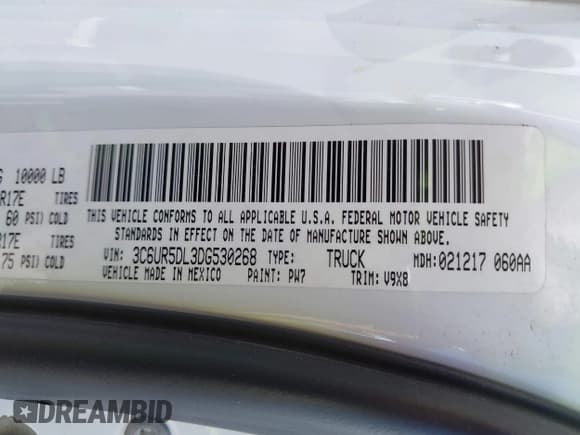 G 10000 LB
R17E TIRES
60 PSI) COLD
R17E TIRES
75 PSI) COLD
THIS VEHICLE CONFORMS TO ALL APPLICABLE U.S.A. FEDERAL MOTOR VEHICLE SAFETY
STANDARDS IN EFFECT ON THE DATE OF MANUFACTURE SHOWN ABOVE.
VIN: 3C6UR5DL3DG530268 TYPE: TRUCK MDH: 021217 060AA
VEHICLE MADE IN MEXICO PAINT: PW7 TRIM: V9X8
DREAMBID